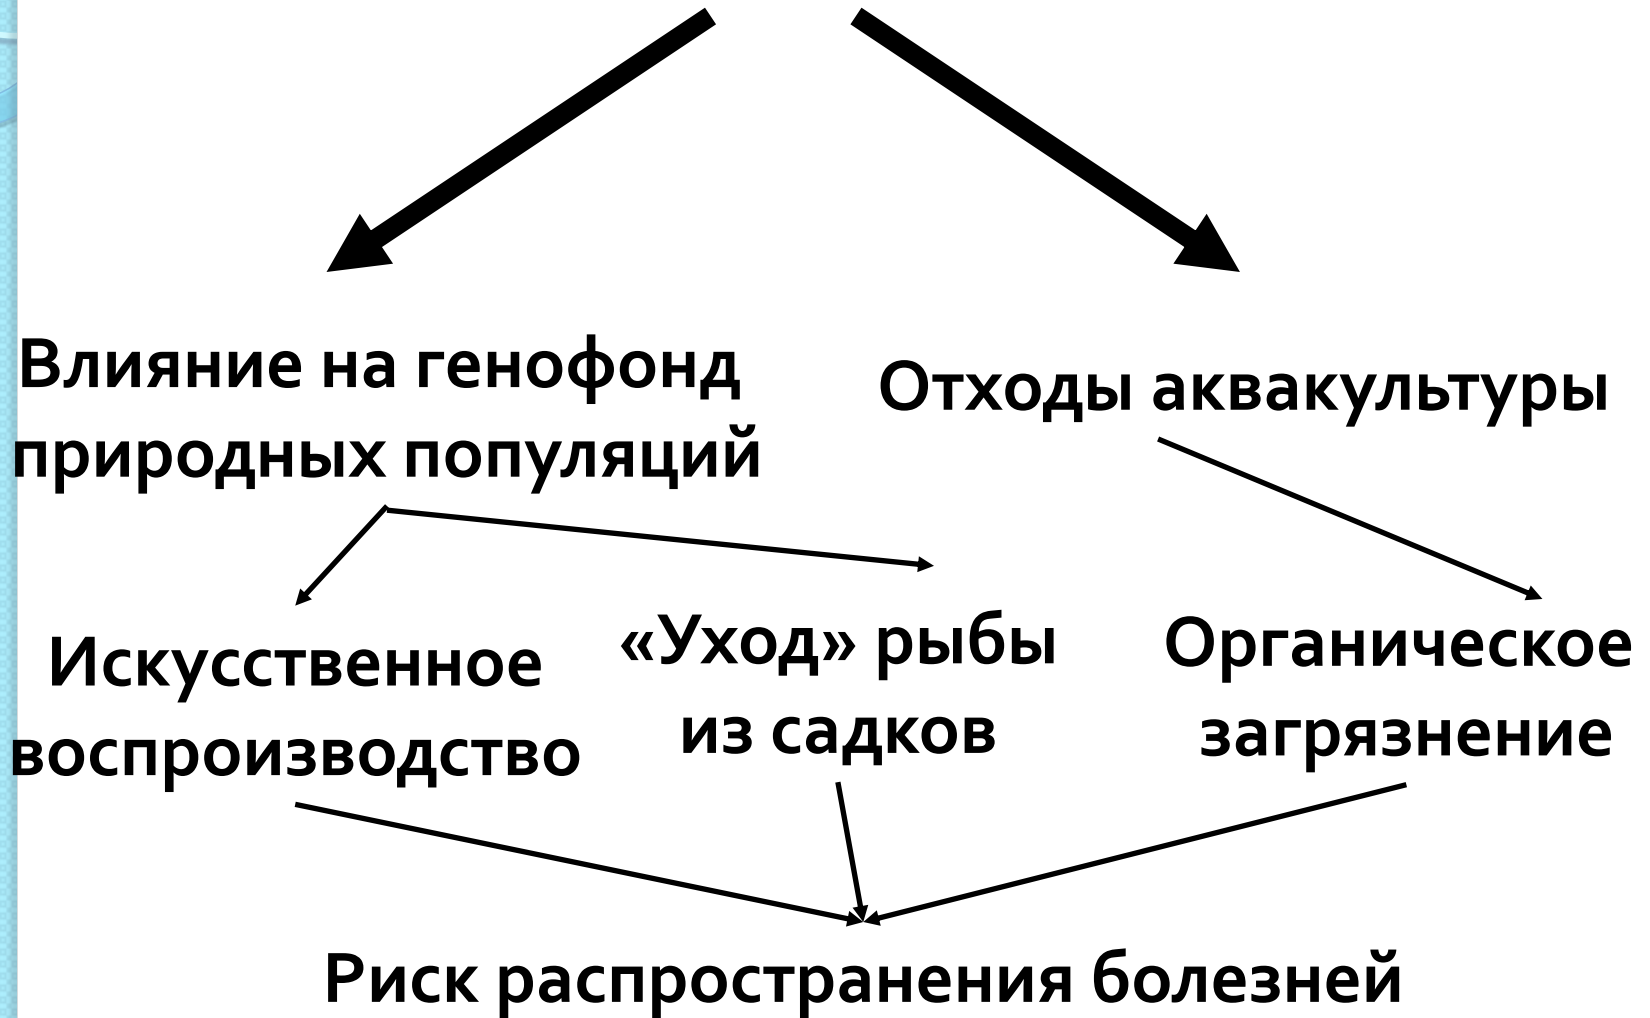 Влияние на генофонд
природных популяций
Отходы аквакультуры
Искусственное
воспроизводство
«Уход» рыбы
из садков
Органическое
загрязнение
Риск распространения болезней